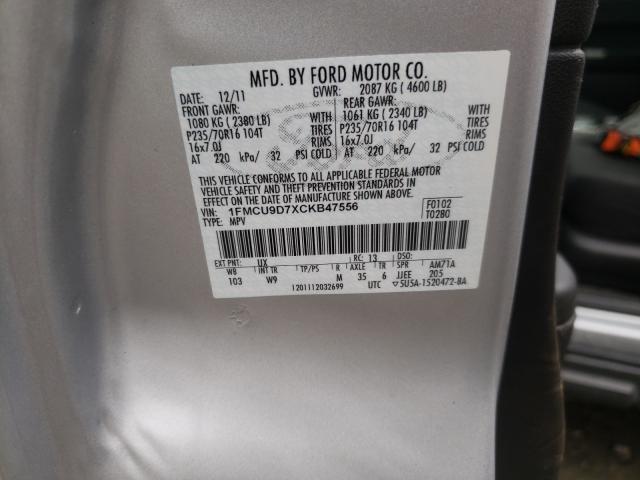 MFD. BY FORD MOTOR CO.
DATE: 12/11 GVWR: 2087 KG ( 4600 LB)
FRONT GAWR: REAR GAWR:
1080 KG ( 2380 LB) WITH 1061 KG ( 2340 LB) WITH
P235/70R16 104T TIRES P235/70R16 104T TIRES
16x7.0J RIMS 16x7.0J RIMS
AT 220 kPa/ 32 PSI COLD AT 220 kPa/ 32 PSI COLD
THIS VEHICLE CONFORMS TO ALL APPLICABLE FEDERAL MOTOR
VEHICLE SAFETY AND BUMPER STANDARDS IN
EFFECT ON THE DATE OF MANUFACTURE SHOWN ABOVE.
VIN: 1FMCU9D7XCKB47556 F0102
TYPE: MPV T0280
EXT PNT: UX RC: 13 DSO:
WB INT TR TP/PS R AXLE TR SPR AM71A
103 W9 M 35 6 JJEE 205
1201112032699 UTC ▽5U5A-1520472-BA